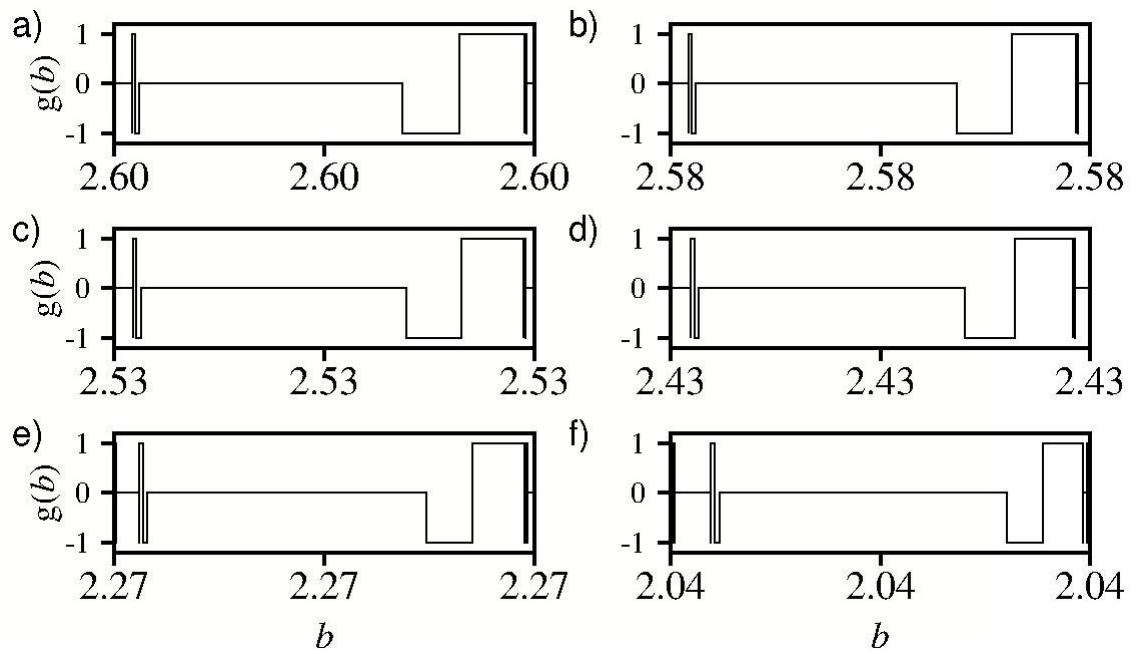 a) b)
g(b) 1 0 -1 1 0 -1
2.60 2.60 2.60 2.58 2.58 2.58
c) d)
g(b) 1 0 -1 1 0 -1
2.53 2.53 2.53 2.43 2.43 2.43
e) f)
g(b) 1 0 -1 1 0 -1
2.27 2.27 2.27 2.04 2.04 2.04
b b